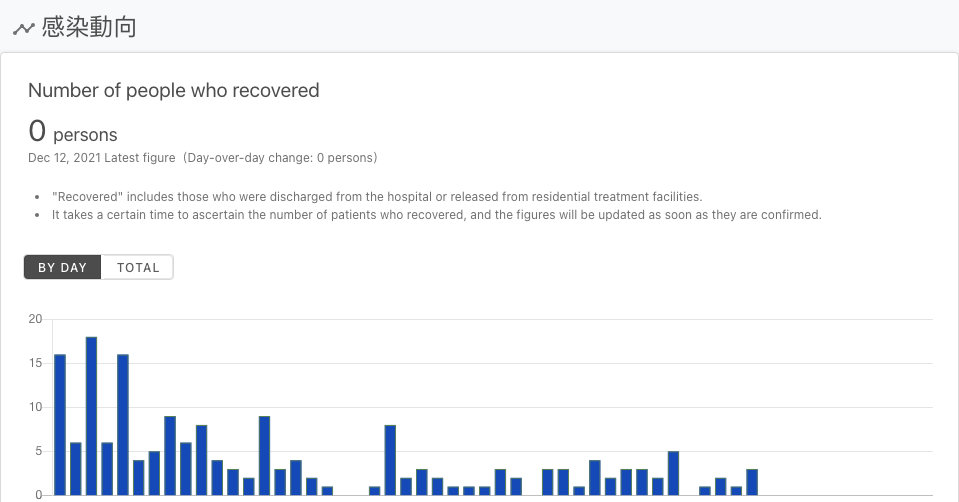 感染動向
Number of people who recovered
0 persons
Dec 12, 2021 Latest figure (Day-over-day change: 0 persons)
• "Recovered" includes those who were discharged from the hospital or released from residential treatment facilities.
• It takes a certain time to ascertain the number of patients who recovered, and the figures will be updated as soon as they are confirmed.
BY DAY TOTAL
20
15
10
5
0